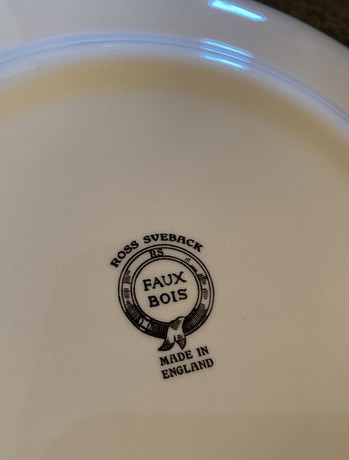 ROSS SVEBACK
RS
FAUX
BOIS
MADE IN
ENGLAND